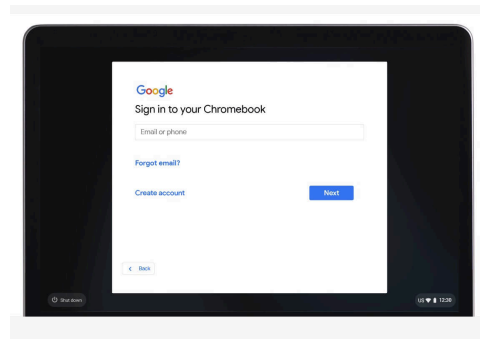 Google
Sign in to your Chromebook
Email or phone
Forgot email?
Create account
Next
Back
Shut down
US
12:30